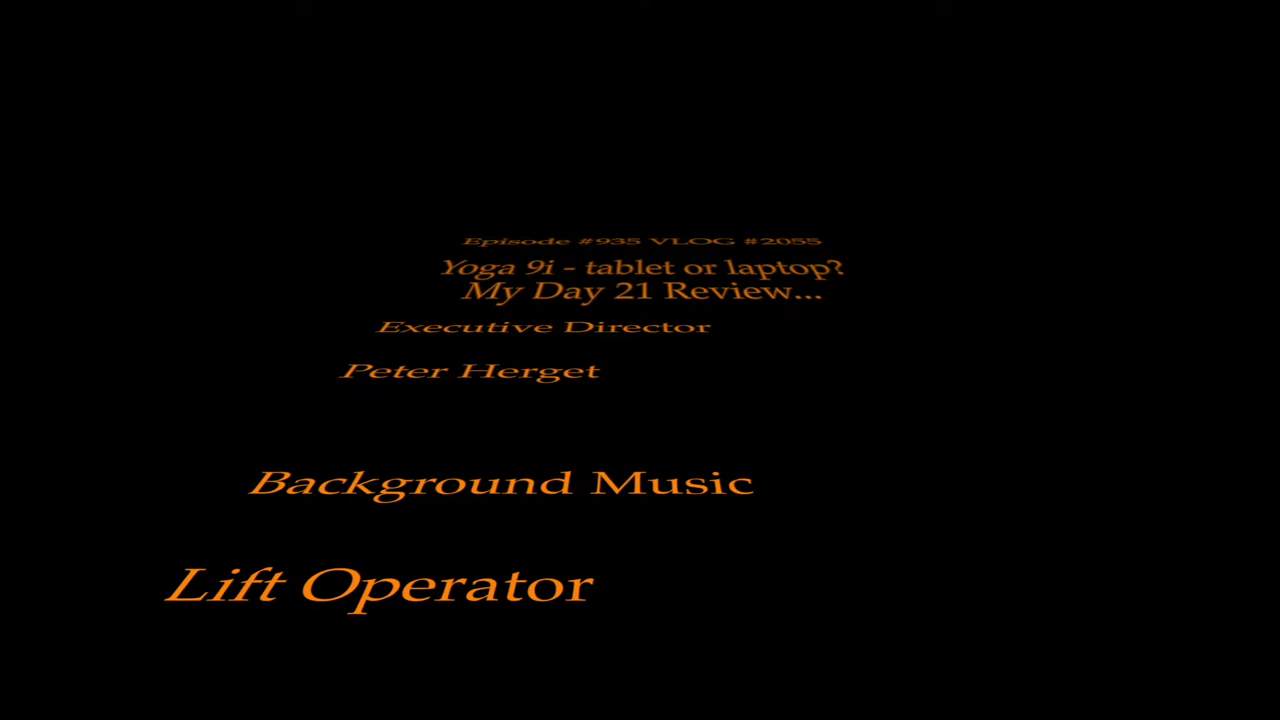 Episode #935 VLOG #2055
Yoga 9i - tablet or laptop?
My Day 21 Review...
Executive Director
Peter Herget
Background Music
Lift Operator